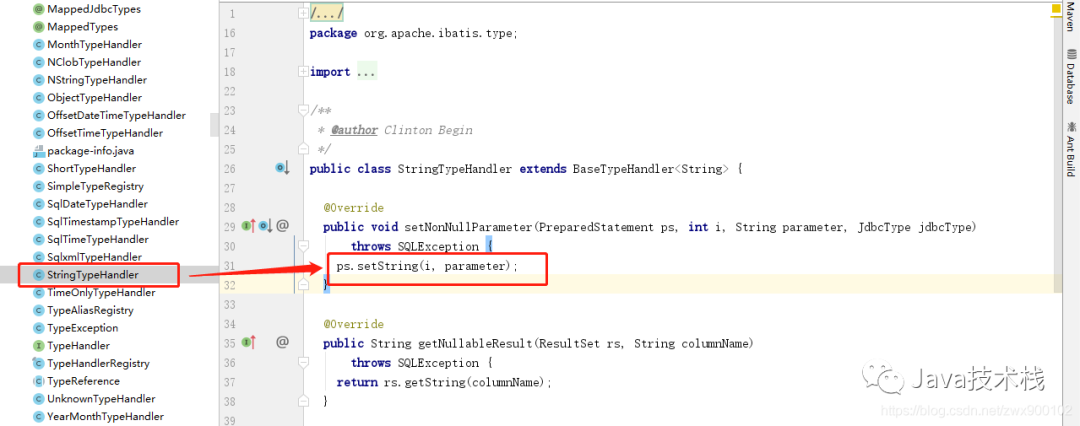 MappedJdbcTypes
MappedTypes
MonthTypeHandler
NClobTypeHandler
NStringTypeHandler
ObjectTypeHandler
OffsetDateTimeTypeHandler
OffsetTimeTypeHandler
package-info.java
ShortTypeHandler
SimpleTypeRegistry
SqlDateTypeHandler
SqlTimestampTypeHandler
SqlTimeTypeHandler
SqlxmlTypeHandler
StringTypeHandler
TimeOnlyTypeHandler
TypeAliasRegistry
TypeException
TypeHandler
TypeHandlerRegistry
TypeReference
UnknownTypeHandler
YearMonthTypeHandler
1 /.../
16 package org.apache.ibatis.type;
17
18 import ...
22
23 /**
24 * @author Clinton Begin
25 */
26 public class StringTypeHandler extends BaseTypeHandler<String> {
27
28 @Override
29 public void setNonNullParameter(PreparedStatement ps, int i, String parameter, JdbcType jdbcType)
30 throws SQLException {
31 ps.setString(i, parameter);
32 }
33
34 @Override
35 public String getNullableResult(ResultSet rs, String columnName)
36 throws SQLException {
37 return rs.getString(columnName);
38 }
39
Maven
Database
Ant Build
Java技术栈
https://blog.csdn.net/zwx900102